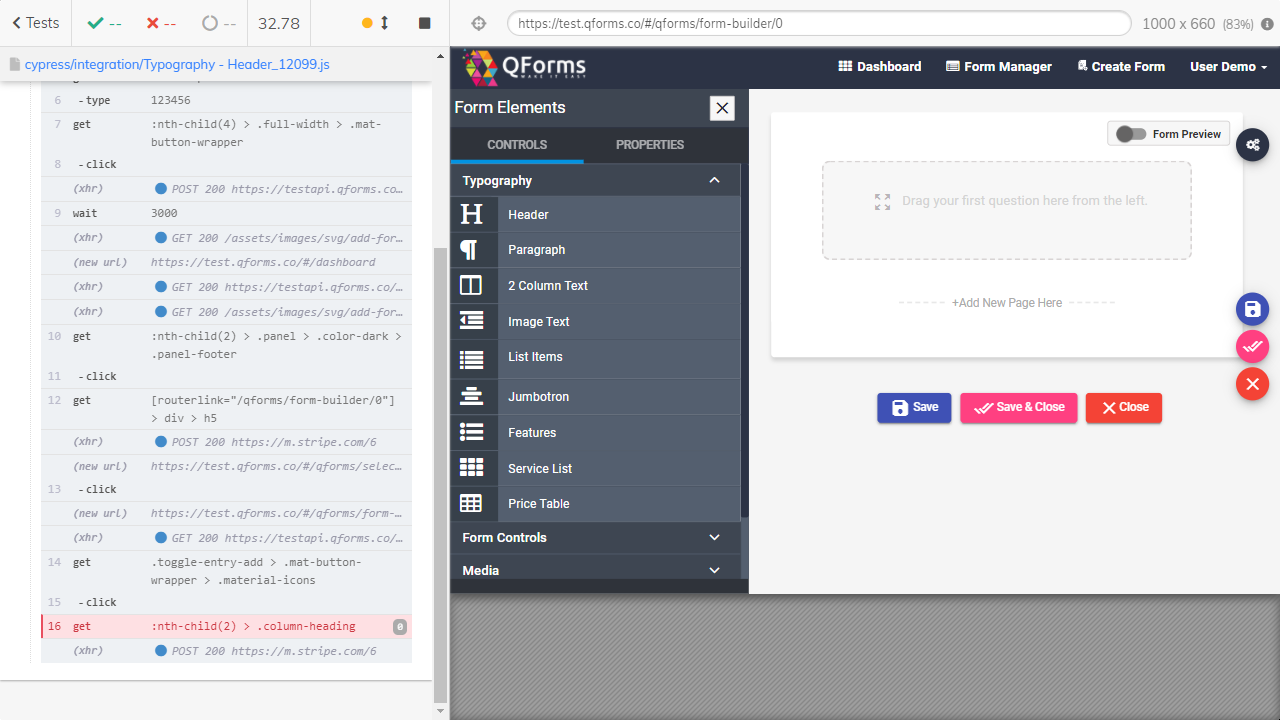 Tests
--
--
--
32.78
https://test.qforms.co/#/qforms/form-builder/0
1000 x 660 (83%)
cypress/integration/Typography - Header_12099.js
6 - type 123456
7 get :nth-child(4) > .full-width > .mat-
button-wrapper
8 - click
(xhr) POST 200 https://testapi.qforms.co...
9 wait 3000
(xhr) GET 200 /assets/images/svg/add-for...
(new url) https://test.qforms.co/#/dashboard
(xhr) GET 200 https://testapi.qforms.co/...
(xhr) GET 200 /assets/images/svg/add-for...
10 get :nth-child(2) > .panel > .color-dark >
.panel-footer
11 - click
12 get [routerlink="/qforms/form-builder/0"]
> div > h5
(xhr) POST 200 https://m.stripe.com/6
(new url) https://test.qforms.co/#/qforms/selec...
13 - click
(new url) https://test.qforms.co/#/qforms/form-...
(xhr) GET 200 https://testapi.qforms.co/...
14 get .toggle-entry-add > .mat-button-
wrapper > .material-icons
15 - click
16 get :nth-child(2) > .column-heading 0
(xhr) POST 200 https://m.stripe.com/6
QForms
MAKE IT EASY
Dashboard
Form Manager
Create Form
User Demo
Form Elements
CONTROLS
PROPERTIES
Typography
Header
Paragraph
2 Column Text
Image Text
List Items
Jumbotron
Features
Service List
Price Table
Form Controls
Media
Form Preview
Drag your first question here from the left.
+Add New Page Here
Save
Save & Close
Close